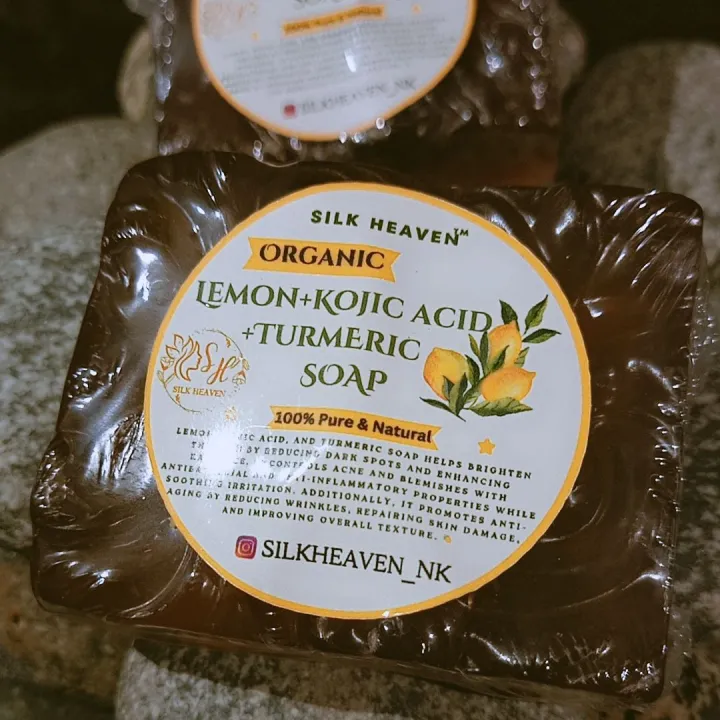 SILKHEAVEN_NK
SILK HEAVEN™
ORGANIC
LEMON+KOJIC ACID
+TURMERIC
SOAP
SH
SILK HEAVEN
100% Pure & Natural
ACID, AND TURMERIC SOAP HELPS BRIGHTEN
BY REDUCING DARK SPOTS AND ENHANCING
CONTROLS ACNE AND BLEMISHES WITH
INFLAMMATORY PROPERTIES WHILE
SOOTHING IRRITATION. ADDITIONALLY, IT PROMOTES ANTI-
AGING BY REDUCING WRINKLES, REPAIRING SKIN DAMAGE,
AND IMPROVING OVERALL TEXTURE.
SILKHEAVEN_NK